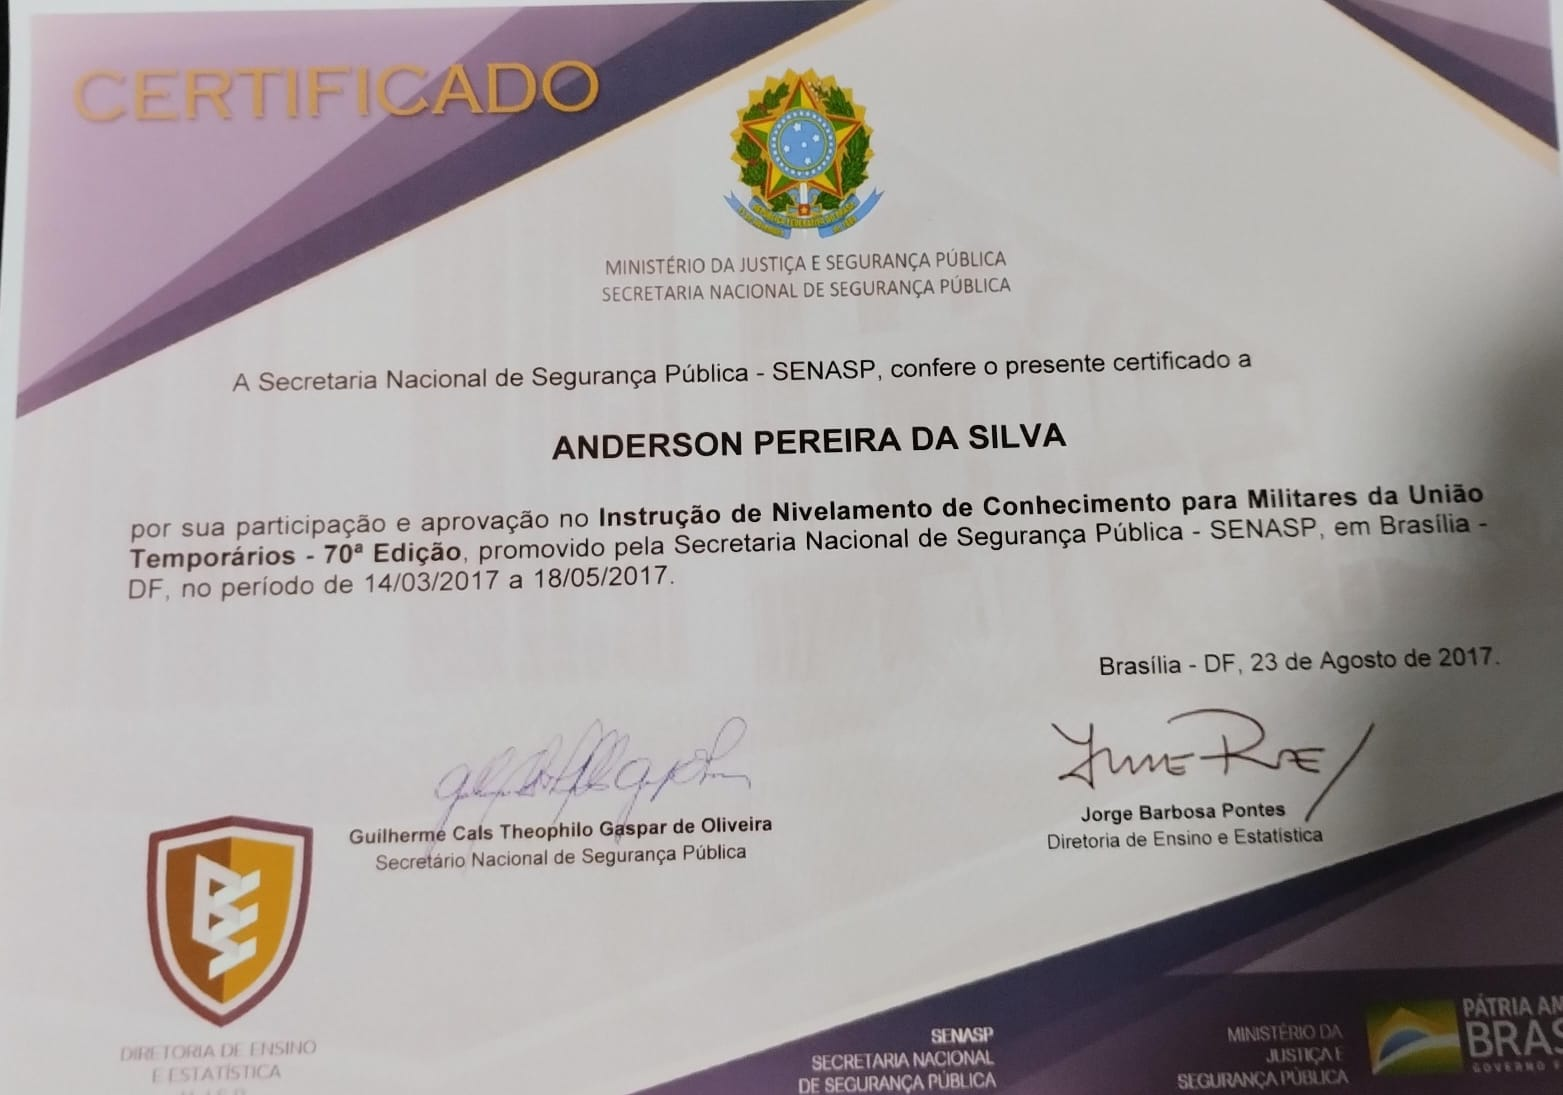 CERTIFICADO
MINISTÉRIO DA JUSTIÇA E SEGURANÇA PÚBLICA
SECRETARIA NACIONAL DE SEGURANÇA PÚBLICA
A Secretaria Nacional de Segurança Pública - SENASP, confere o presente certificado a
ANDERSON PEREIRA DA SILVA
por sua participação e aprovação no Instrução de Nivelamento de Conhecimento para Militares da União
Temporários - 70ª Edição, promovido pela Secretaria Nacional de Segurança Pública - SENASP, em Brasília -
DF, no período de 14/03/2017 a 18/05/2017.
Brasília - DF, 23 de Agosto de 2017.
Guilherme Cals Theophilo Gaspar de Oliveira
Secretário Nacional de Segurança Pública
Jorge Barbosa Pontes
Diretoria de Ensino e Estatística
DIRETORIA DE ENSINO
E ESTATÍSTICA
SENASP
SECRETARIA NACIONAL
DE SEGURANÇA PÚBLICA
MINISTÉRIO DA
JUSTIÇA E
SEGURANÇA PÚBLICA
PÁTRIA AM
BRAS
GOVERNO F